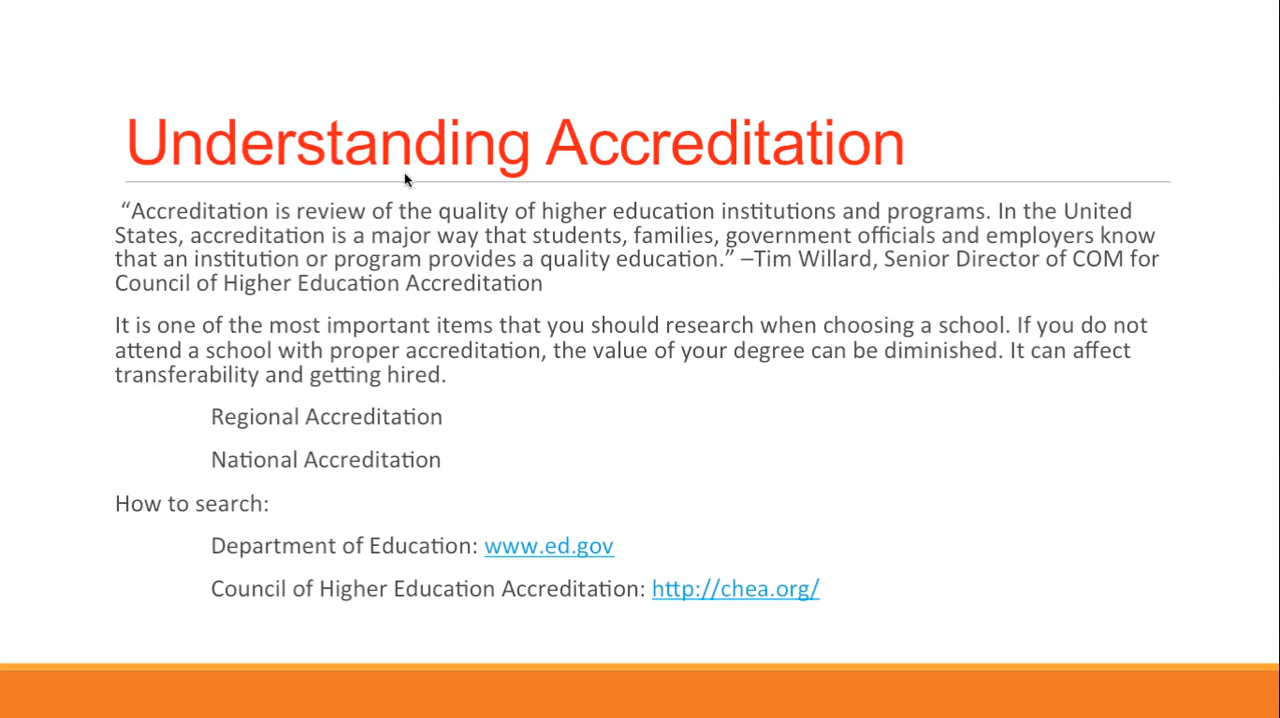 Understanding Accreditation
“Accreditation is review of the quality of higher education institutions and programs. In the United
States, accreditation is a major way that students, families, government officials and employers know
that an institution or program provides a quality education.” –Tim Willard, Senior Director of COM for
Council of Higher Education Accreditation
It is one of the most important items that you should research when choosing a school. If you do not
attend a school with proper accreditation, the value of your degree can be diminished. It can affect
transferability and getting hired.
Regional Accreditation
National Accreditation
How to search:
Department of Education: www.ed.gov
Council of Higher Education Accreditation: http://chea.org/